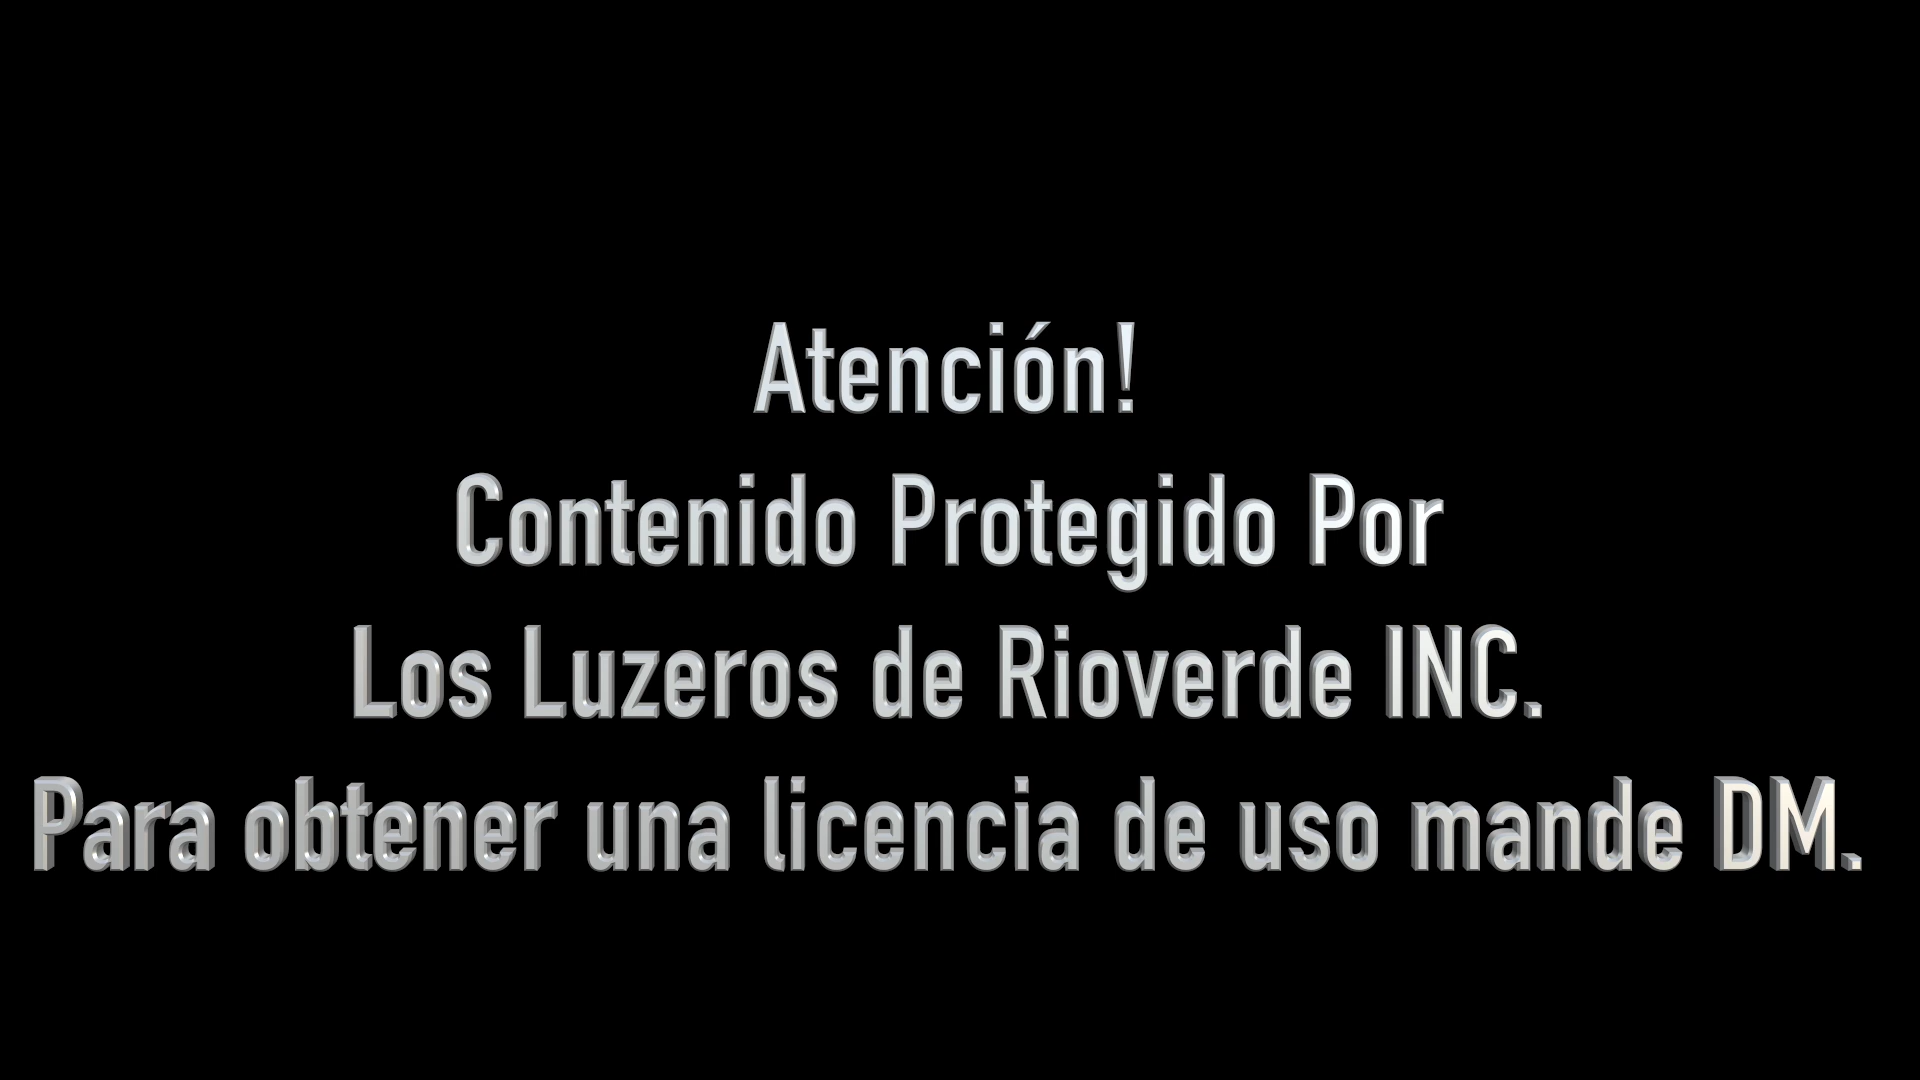 Atención!
Contenido Protegido Por
Los Luzeros de Rioverde INC.
Para obtener una licencia de uso mande DM.